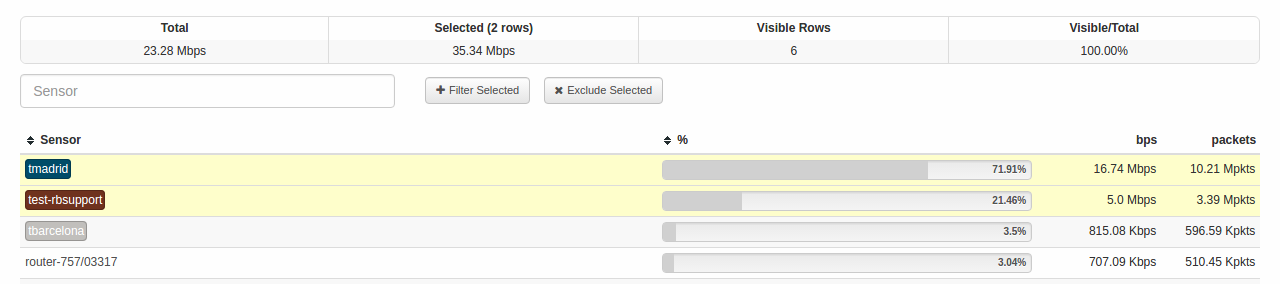 Total Selected (2 rows) Visible Rows Visible/Total
23.28 Mbps 35.34 Mbps 6 100.00%
Sensor Filter Selected Exclude Selected
Sensor % bps packets
tmadrid 71.91% 16.74 Mbps 10.21 Mpkts
test-rbsupport 21.46% 5.0 Mbps 3.39 Mpkts
tbarcelona 3.5% 815.08 Kbps 596.59 Kpkts
router-757/03317 3.04% 707.09 Kbps 510.45 Kpkts